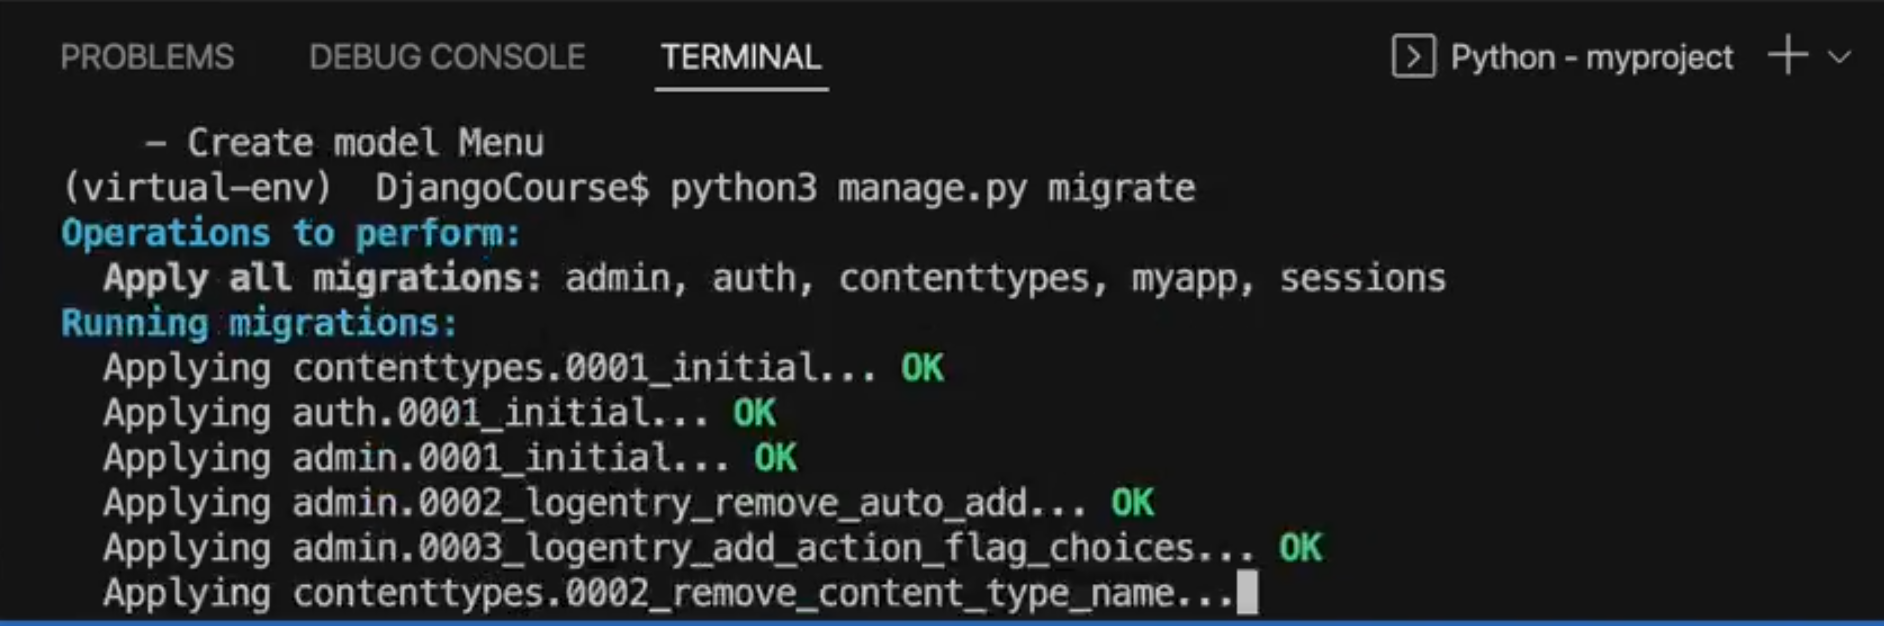 PROBLEMS DEBUG CONSOLE TERMINAL Python - myproject
– Create model Menu
(virtual-env) DjangoCourse$ python3 manage.py migrate
Operations to perform:
Apply all migrations: admin, auth, contenttypes, myapp, sessions
Running migrations:
Applying contenttypes.0001_initial... OK
Applying auth.0001_initial... OK
Applying admin.0001_initial... OK
Applying admin.0002_logentry_remove_auto_add... OK
Applying admin.0003_logentry_add_action_flag_choices... OK
Applying contenttypes.0002_remove_content_type_name...